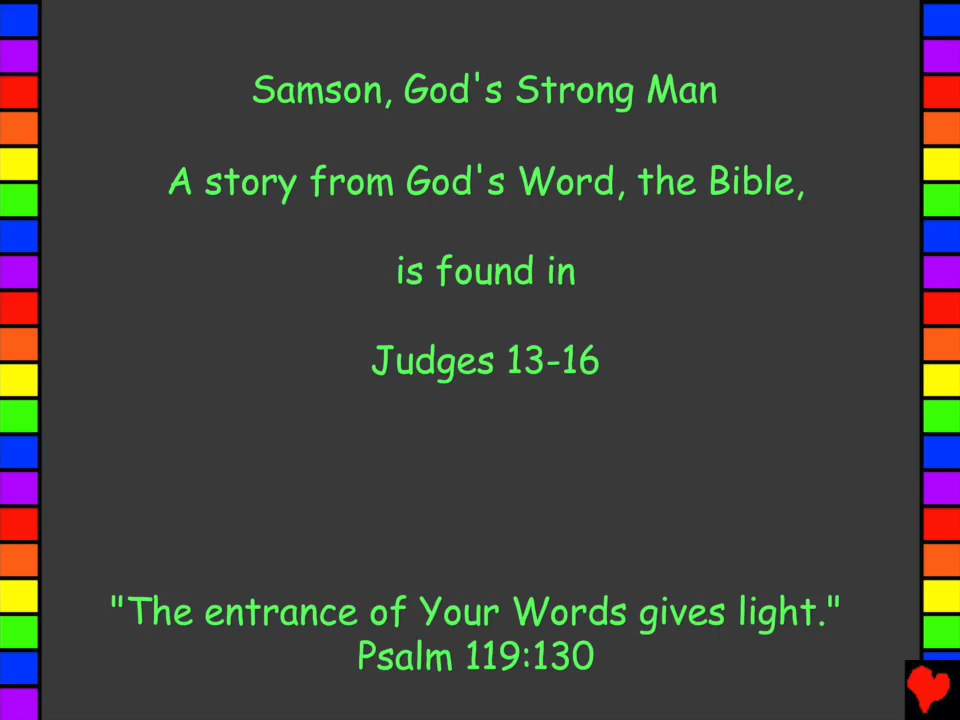 Samson, God's Strong Man
A story from God's Word, the Bible,
is found in
Judges 13-16
"The entrance of Your Words gives light."
Psalm 119:130